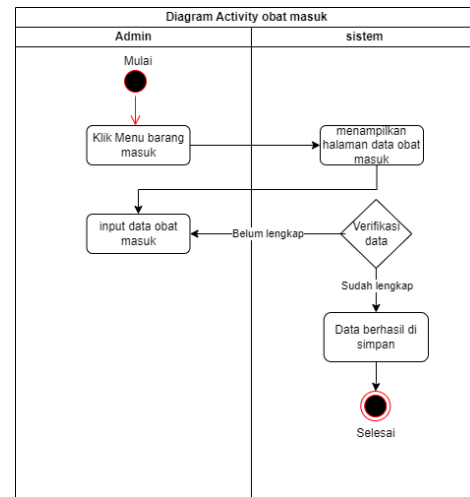 Diagram Activity obat masuk
Admin
sistem
Mulai
Klik Menu barang
masuk
menampilkan
halaman data obat
masuk
input data obat
masuk
Belum lengkap
Verifikasi
data
Sudah lengkap
Data berhasil di
simpan
Selesai